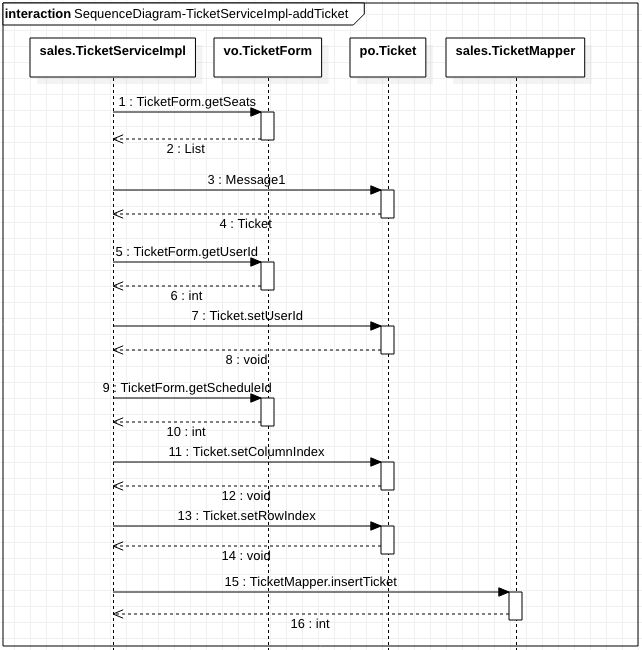 interaction SequenceDiagram-TicketServiceImpl-addTicket
sales.TicketServiceImpl vo.TicketForm po.Ticket sales.TicketMapper
1 : TicketForm.getSeats
2 : List
3 : Message1
4 : Ticket
5 : TicketForm.getUserId
6 : int
7 : Ticket.setUserId
8 : void
9 : TicketForm.getScheduleId
10 : int
11 : Ticket.setColumnIndex
12 : void
13 : Ticket.setRowIndex
14 : void
15 : TicketMapper.insertTicket
16 : int